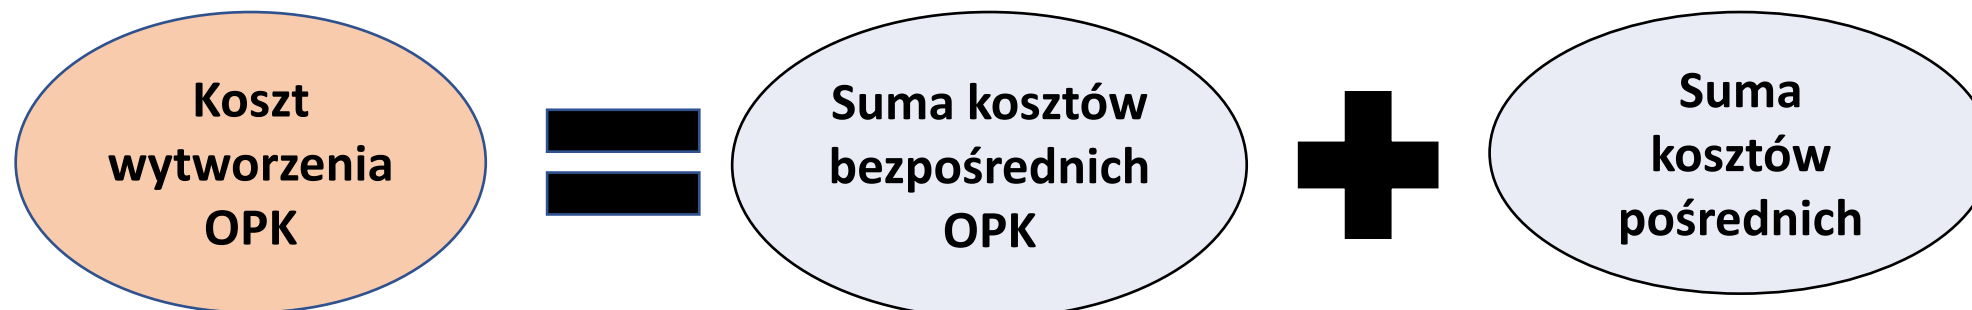 Koszt
wytworzenia
OPK
Suma kosztów
bezpośrednich
OPK
Suma
kosztów
pośrednich